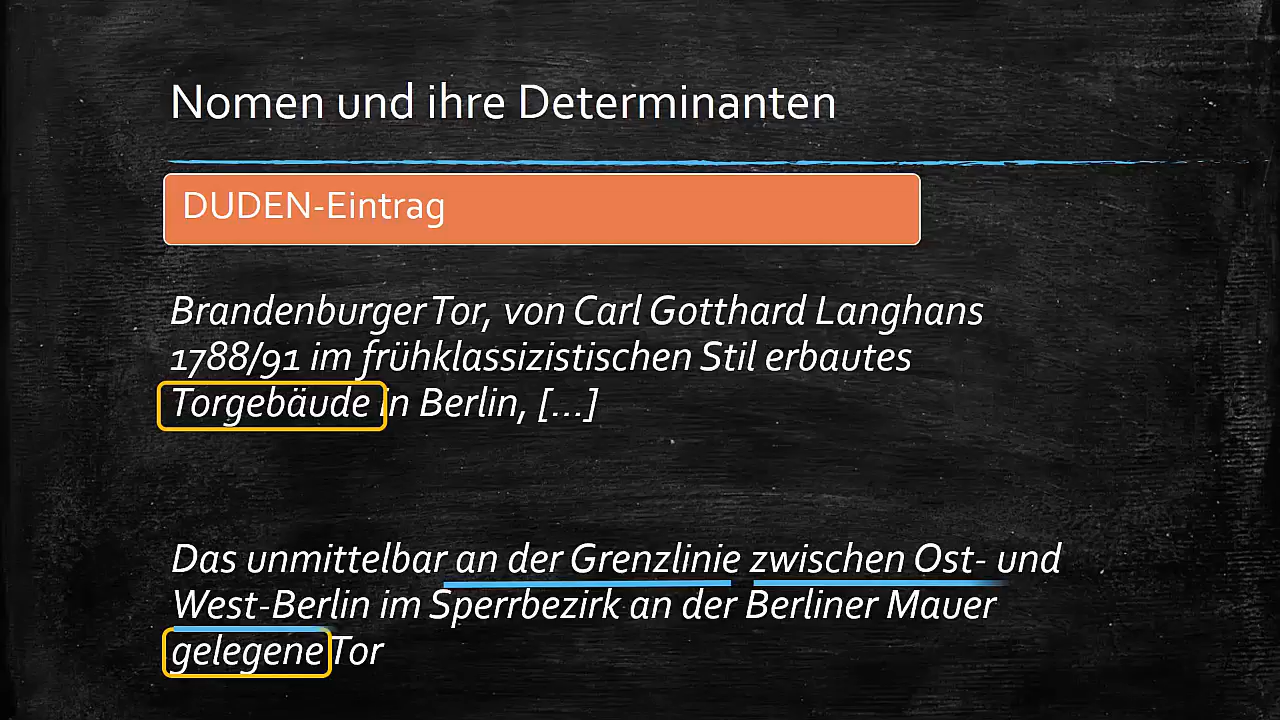 Nomen und ihre Determinanten
DUDEN-Eintrag
Brandenburger Tor, von Carl Gotthard Langhans
1788/91 im frühklassizistischen Stil erbautes
Torgebäude in Berlin, [...]
Das unmittelbar an der Grenzlinie zwischen Ost- und
West-Berlin im Sperrbezirk an der Berliner Mauer
gelegene Tor